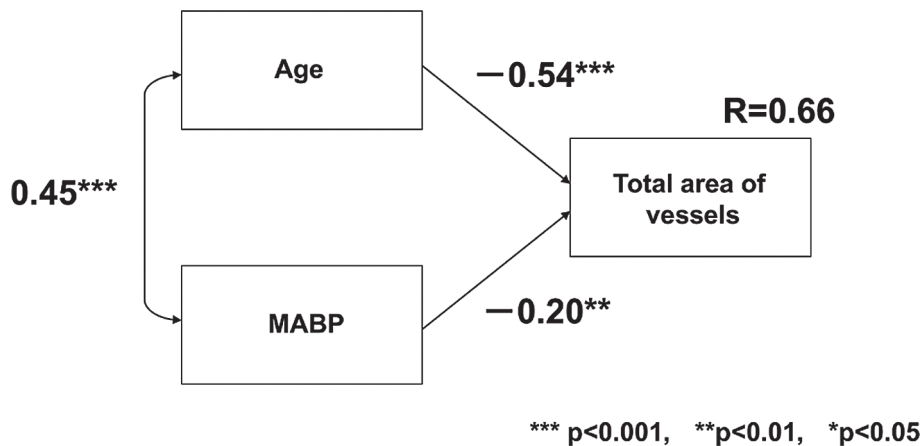 Age
−0.54***
R=0.66
0.45***
Total area of
vessels
MABP
−0.20**
*** p<0.001, **p<0.01, *p<0.05